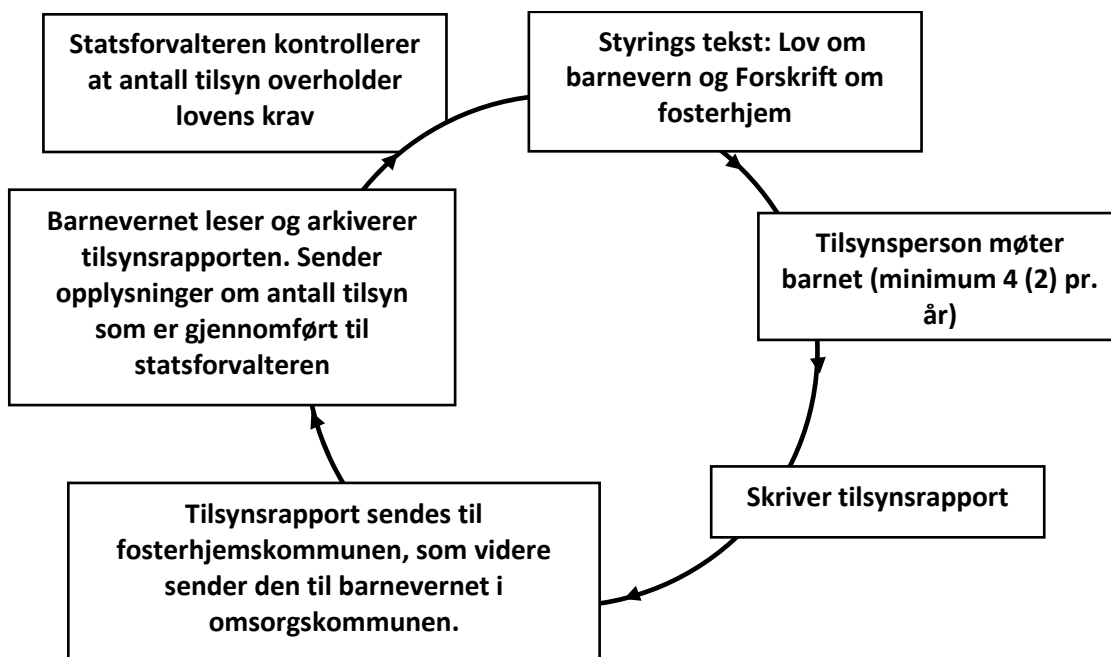 Statsforvalteren kontrollerer
at antall tilsyn overholder
lovens krav
Styrings tekst: Lov om
barnevern og Forskrift om
fosterhjem
Tilsynsperson møter
barnet (minimum 4 (2) pr.
år)
Skriver tilsynsrapport
Tilsynsrapport sendes til
fosterhjemskommunen, som videre
sender den til barnevernet i
omsorgskommunen.
Barnevernet leser og arkiverer
tilsynsrapporten. Sender
opplysninger om antall tilsyn
som er gjennomført til
statsforvalteren